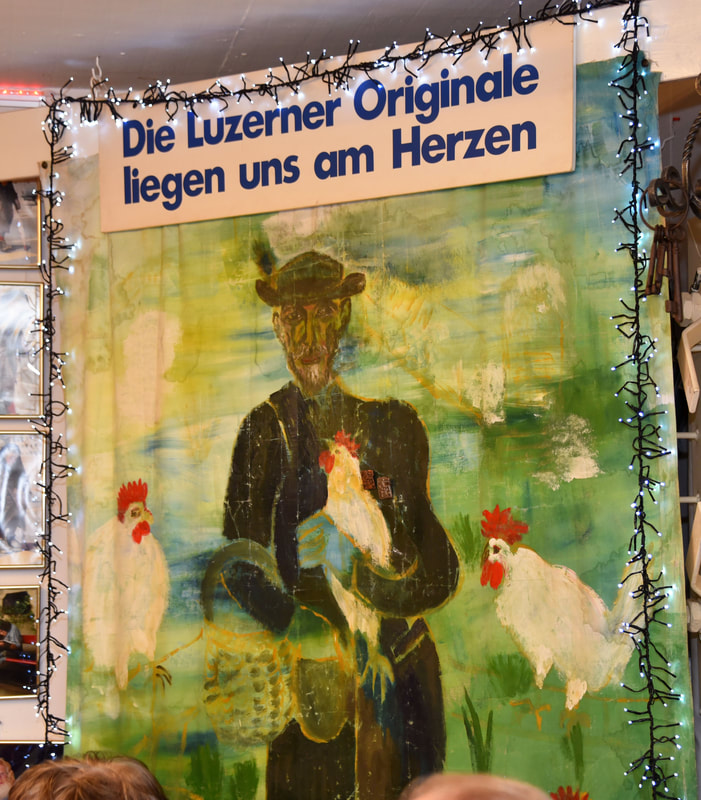 Die Luzerner Originale
liegen uns am Herzen